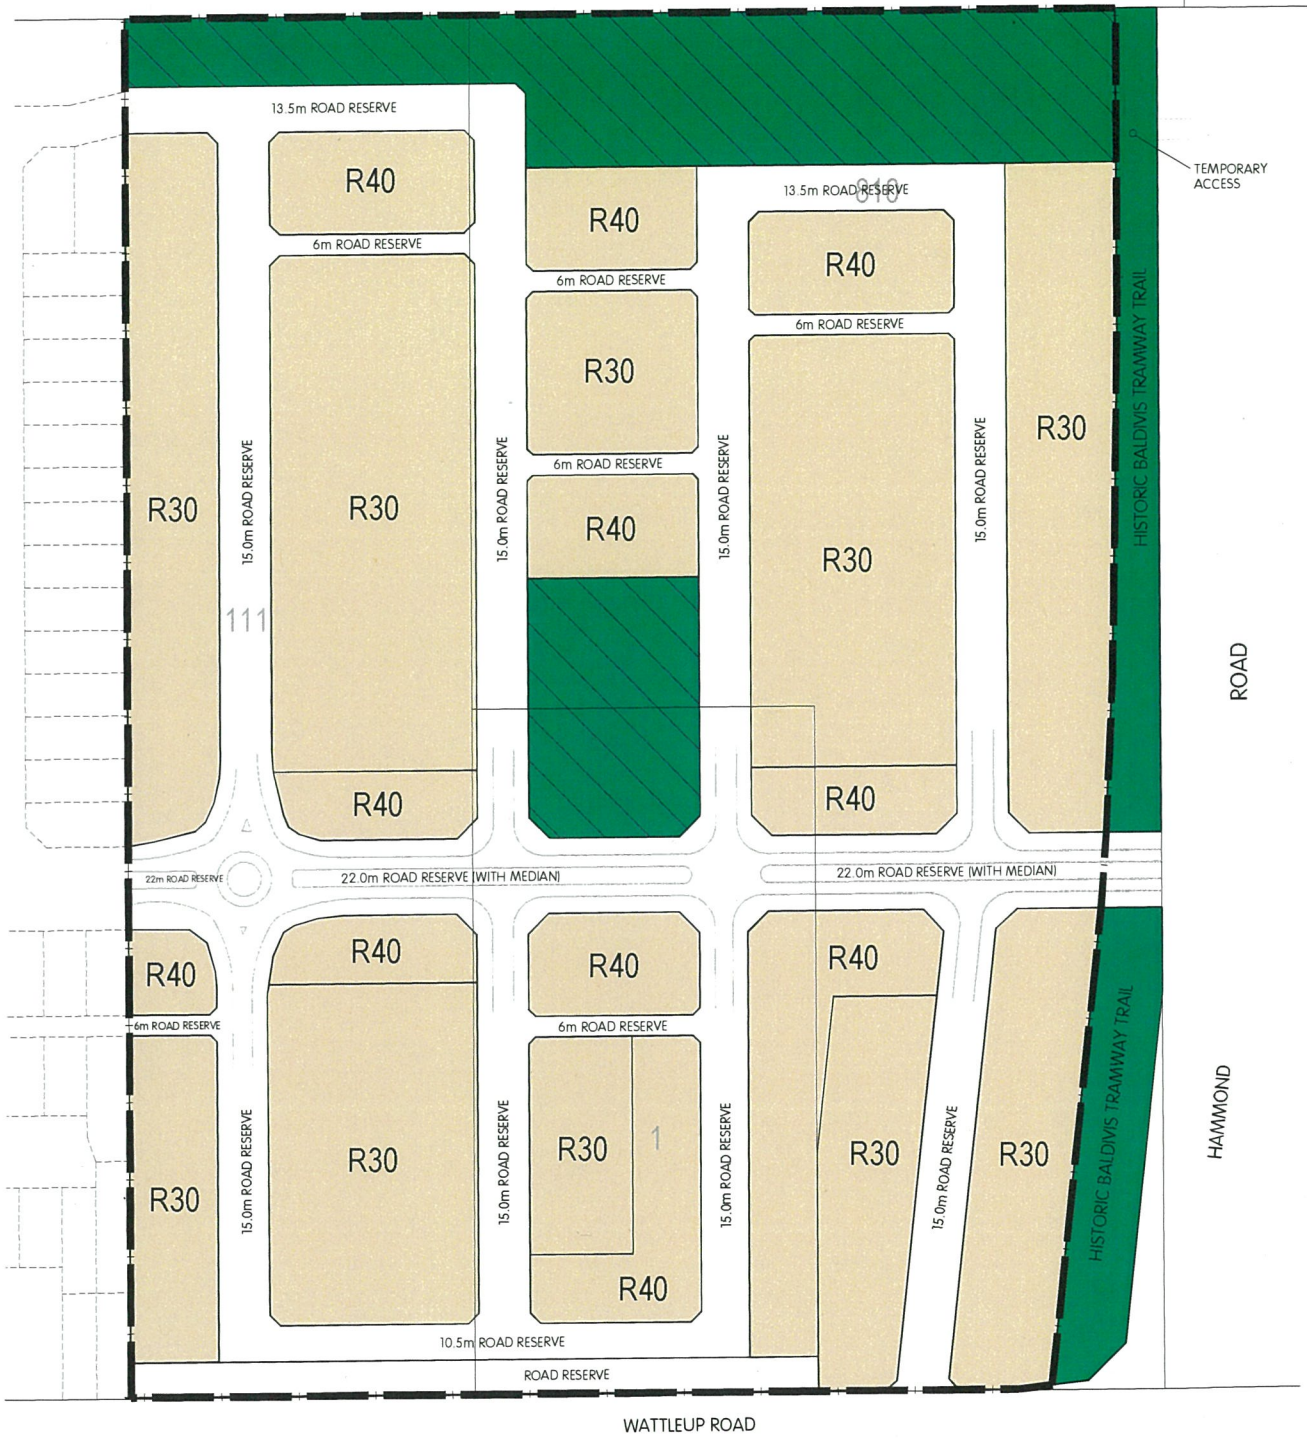 13.5m ROAD RESERVE
R40
6m ROAD RESERVE
R40
6m ROAD RESERVE
13.5m ROAD RESERVE
810
R40
6m ROAD RESERVE
TEMPORARY
ACCESS
HISTORIC BALDIVIS TRAMWAY TRAIL
R30
R30
6m ROAD RESERVE
R30
15.0m ROAD RESERVE
R30
15.0m ROAD RESERVE
R40
15.0m ROAD RESERVE
R30
15.0m ROAD RESERVE
111
ROAD
R40
R40
22m ROAD RESERVE
22.0m ROAD RESERVE (WITH MEDIAN)
22.0m ROAD RESERVE (WITH MEDIAN)
R40
R40
R40
R40
6m ROAD RESERVE
6m ROAD RESERVE
HISTORIC BALDIVIS TRAMWAY TRAIL
HAMMOND
R30
15.0m ROAD RESERVE
R30
15.0m ROAD RESERVE
R30
1
15.0m ROAD RESERVE
R30
15.0m ROAD RESERVE
R30
R40
10.5m ROAD RESERVE
ROAD RESERVE
WATTLEUP ROAD